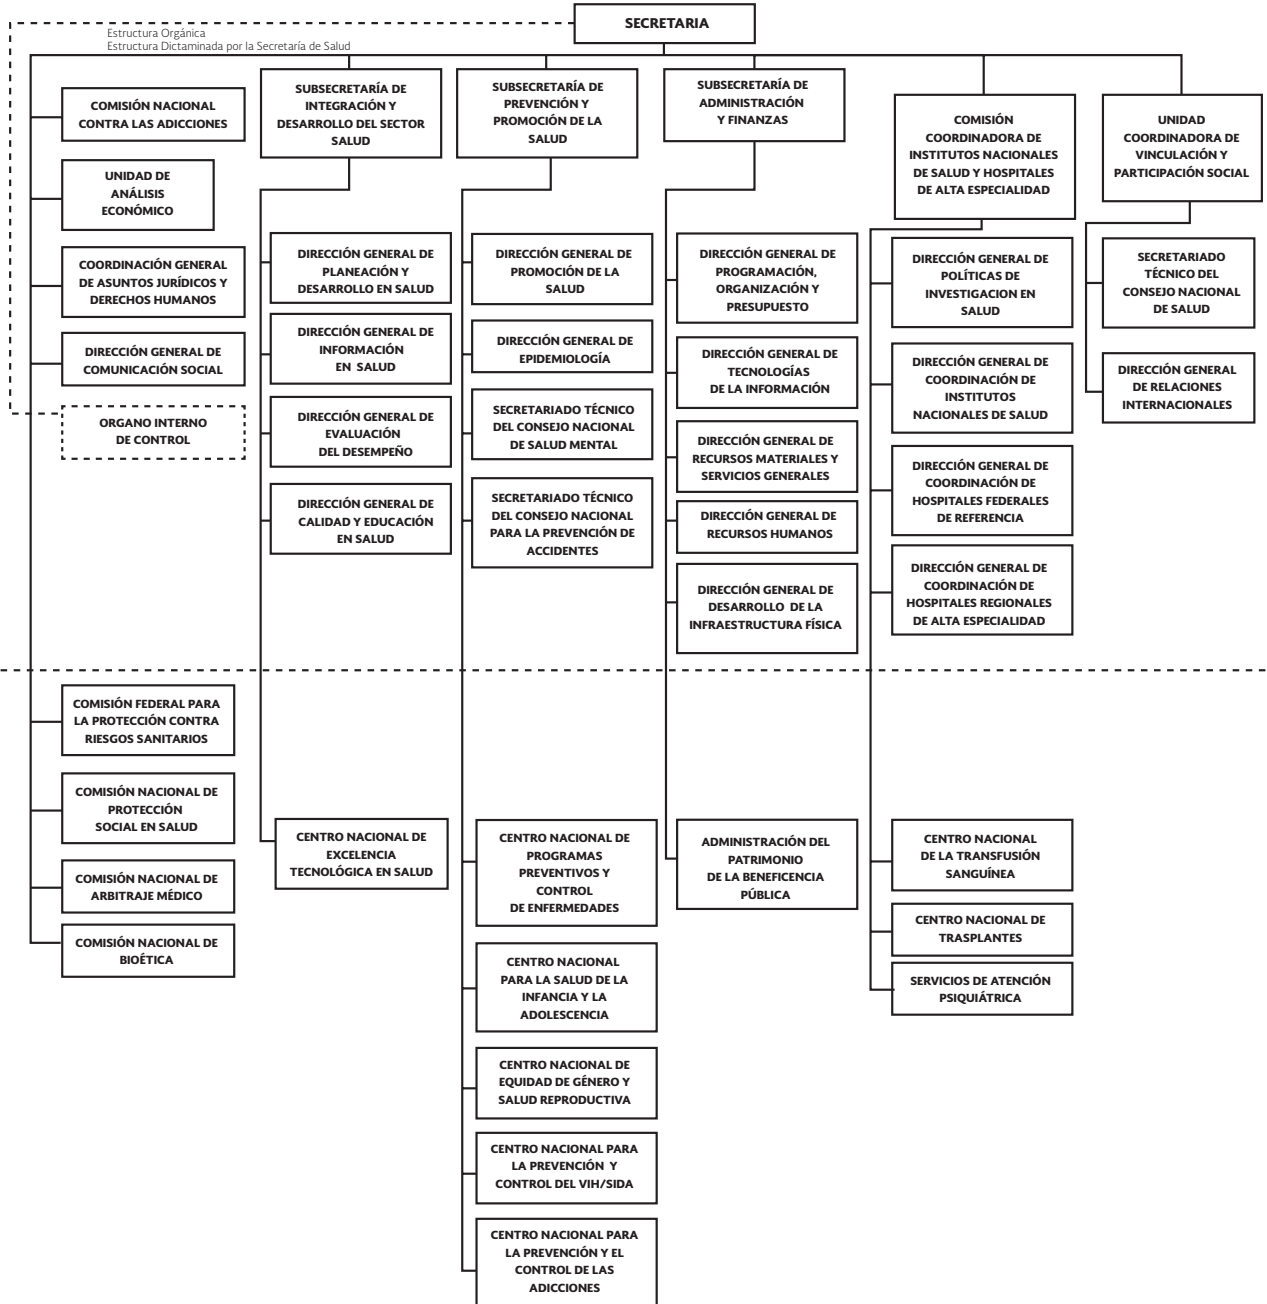 SECRETARIA
Estructura Orgánica
Estructura Dictaminada por la Secretaría de Salud
COMISIÓN NACIONAL
CONTRA LAS ADICCIONES
UNIDAD DE
ANÁLISIS
ECONÓMICO
COORDINACIÓN GENERAL
DE ASUNTOS JURÍDICOS Y
DERECHOS HUMANOS
DIRECCIÓN GENERAL DE
COMUNICACIÓN SOCIAL
ORGANO INTERNO
DE CONTROL
SUBSECRETARÍA DE
INTEGRACIÓN Y
DESARROLLO DEL SECTOR
SALUD
DIRECCIÓN GENERAL DE
PLANEACIÓN Y
DESARROLLO EN SALUD
DIRECCIÓN GENERAL DE
INFORMACIÓN
EN SALUD
DIRECCIÓN GENERAL DE
EVALUACIÓN
DEL DESEMPEÑO
DIRECCIÓN GENERAL DE
CALIDAD Y EDUCACIÓN
EN SALUD
SUBSECRETARÍA DE
PREVENCIÓN Y
PROMOCIÓN DE LA
SALUD
DIRECCIÓN GENERAL DE
PROMOCIÓN DE LA
SALUD
DIRECCIÓN GENERAL DE
EPIDEMIOLOGÍA
SECRETARIADO TÉCNICO
DEL CONSEJO NACIONAL
DE SALUD MENTAL
SECRETARIADO TÉCNICO
DEL CONSEJO NACIONAL
PARA LA PREVENCIÓN DE
ACCIDENTES
SUBSECRETARÍA DE
ADMINISTRACIÓN
Y FINANZAS
DIRECCIÓN GENERAL DE
PROGRAMACIÓN,
ORGANIZACIÓN Y
PRESUPUESTO
DIRECCIÓN GENERAL DE
TECNOLOGÍAS
DE LA INFORMACIÓN
DIRECCIÓN GENERAL DE
RECURSOS MATERIALES Y
SERVICIOS GENERALES
DIRECCIÓN GENERAL DE
RECURSOS HUMANOS
DIRECCIÓN GENERAL DE
DESARROLLO DE LA
INFRAESTRUCTURA FÍSICA
COMISIÓN
COORDINADORA DE
INSTITUTOS NACIONALES
DE SALUD Y HOSPITALES
DE ALTA ESPECIALIDAD
DIRECCIÓN GENERAL DE
POLÍTICAS DE
INVESTIGACION EN
SALUD
DIRECCIÓN GENERAL DE
COORDINACIÓN DE
INSTITUTOS
NACIONALES DE SALUD
DIRECCIÓN GENERAL DE
COORDINACIÓN DE
HOSPITALES FEDERALES
DE REFERENCIA
DIRECCIÓN GENERAL DE
COORDINACIÓN DE
HOSPITALES REGIONALES
DE ALTA ESPECIALIDAD
UNIDAD
COORDINADORA DE
VINCULACIÓN Y
PARTICIPACIÓN SOCIAL
SECRETARIADO
TÉCNICO DEL
CONSEJO NACIONAL
DE SALUD
DIRECCIÓN GENERAL
DE RELACIONES
INTERNACIONALES
COMISIÓN FEDERAL PARA
LA PROTECCIÓN CONTRA
RIESGOS SANITARIOS
COMISIÓN NACIONAL DE
PROTECCIÓN
SOCIAL EN SALUD
COMISIÓN NACIONAL DE
ARBITRAJE MÉDICO
COMISIÓN NACIONAL DE
BIOÉTICA
CENTRO NACIONAL DE
EXCELENCIA
TECNOLÓGICA EN SALUD
CENTRO NACIONAL DE
PROGRAMAS
PREVENTIVOS Y
CONTROL
DE ENFERMEDADES
CENTRO NACIONAL
PARA LA SALUD DE LA
INFANCIA Y LA
ADOLESCENCIA
CENTRO NACIONAL DE
EQUIDAD DE GÉNERO Y
SALUD REPRODUCTIVA
CENTRO NACIONAL PARA
LA PREVENCIÓN Y
CONTROL DEL VIH/SIDA
CENTRO NACIONAL PARA
LA PREVENCIÓN Y EL
CONTROL DE LAS
ADICCIONES
ADMINISTRACIÓN DEL
PATRIMONIO
DE LA BENEFICENCIA
PÚBLICA
CENTRO NACIONAL
DE LA TRANSFUSIÓN
SANGUÍNEA
CENTRO NACIONAL DE
TRASPLANTES
SERVICIOS DE ATENCIÓN
PSIQUIÁTRICA